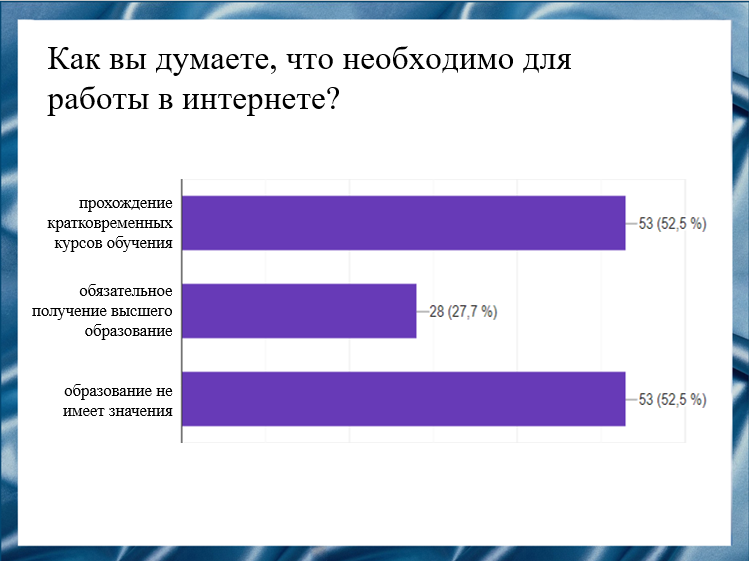 Как вы думаете, что необходимо для
работы в интернете?
прохождение
кратковременных
курсов обучения
53 (52,5 %)
обязательное
получение высшего
образование
28 (27,7 %)
образование не
имеет значения
53 (52,5 %)